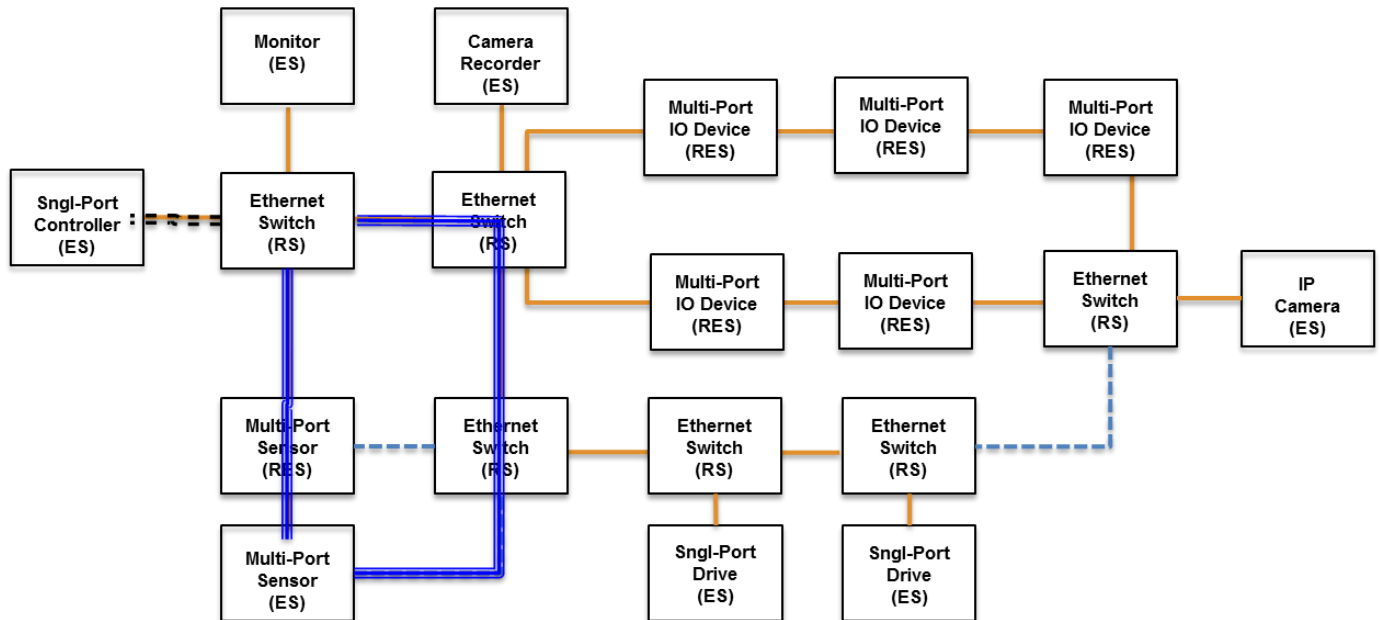 Monitor
(ES)
Camera
Recorder
(ES)
Multi-Port
IO Device
(RES)
Multi-Port
IO Device
(RES)
Multi-Port
IO Device
(RES)
Sngl-Port
Controller
(ES)
Ethernet
Switch
(RS)
Ethernet
Switch
(RS)
Multi-Port
IO Device
(RES)
Multi-Port
IO Device
(RES)
Ethernet
Switch
(RS)
IP
Camera
(ES)
Multi-Port
Sensor
(RES)
Ethernet
Switch
(RS)
Ethernet
Switch
(RS)
Ethernet
Switch
(RS)
Multi-Port
Sensor
(ES)
Sngl-Port
Drive
(ES)
Sngl-Port
Drive
(ES)